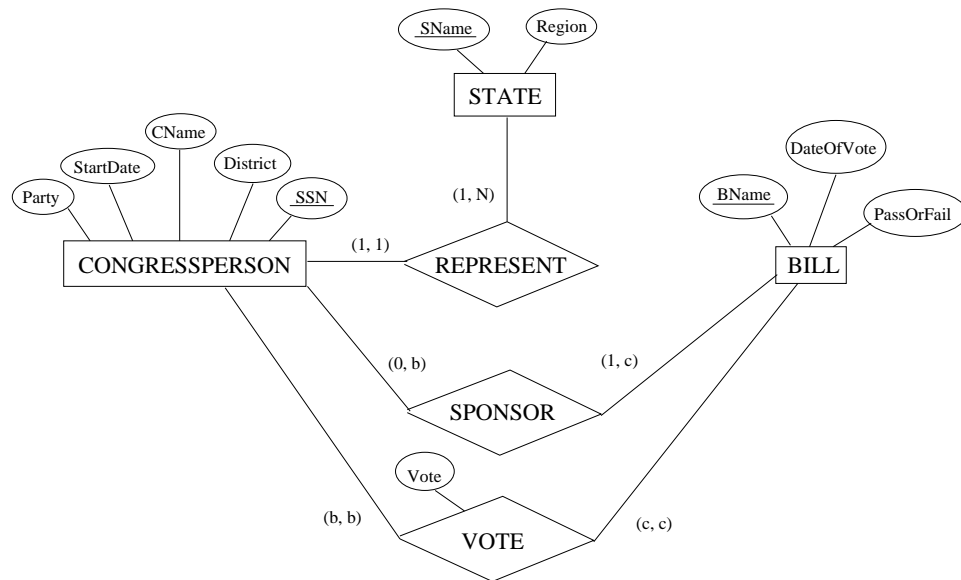 SName
Region
STATE
CName
StartDate
District
Party
SSN
DateOfVote
BName
PassOrFail
(1, N)
(1, 1)
CONGRESSPERSON
REPRESENT
BILL
(0, b)
(1, c)
SPONSOR
Vote
(b, b)
(c, c)
VOTE